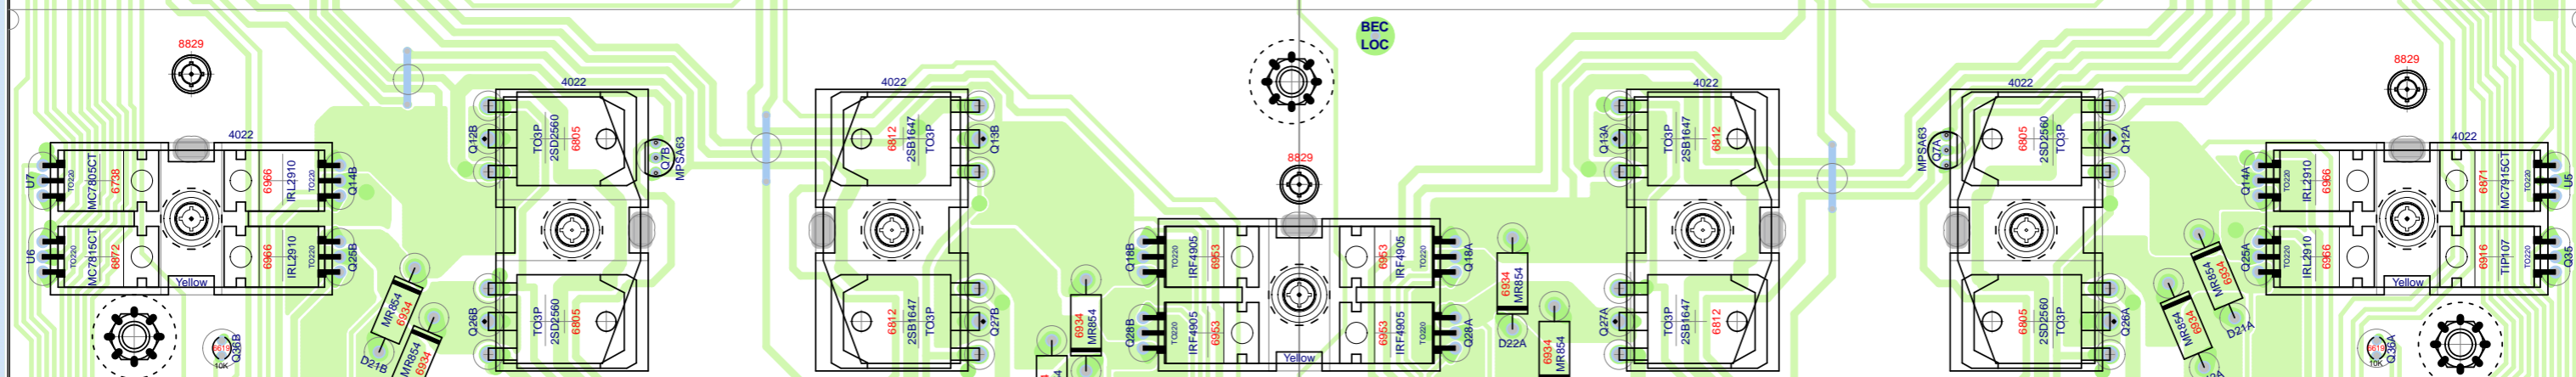 BEC
LOC
8829
4022
U7
TO220
MC7805CT
6738
6966
IRL2910
TO220
Q14B
U6
TO220
MC7815CT
6872
6966
IRL2910
TO220
Q25B
Yellow
6619
10K
Q36B
MR854
6934
D21B
MR854
6934
4022
Q12B
TO3P
2SD2560
6805
Q7B
MPSA63
Q26B
TO3P
2SD2560
6805
4022
6812
2SB1647
TO3P
Q13B
6812
2SB1647
TO3P
Q27B
6934
MR854
8829
Q18B
TO220
IRF4905
6953
6953
IRF4905
TO220
Q18A
Q28B
TO220
IRF4905
6953
6953
IRF4905
TO220
Q28A
Yellow
6934
MR854
D22A
6934
MR854
4022
Q13A
TO3P
2SB1647
6812
Q27A
TO3P
2SB1647
6812
4022
MPSA63
Q7A
6805
2SD2560
TO3P
Q12A
6805
2SD2560
TO3P
Q26A
MR854
6934
D21A
MR854
6934
8829
4022
Q14A
TO220
IRL2910
6966
6871
MC7915CT
TO220
U5
Q25A
TO220
IRL2910
6966
6916
TIP107
TO220
Q35
Yellow
6619
10K
Q36A